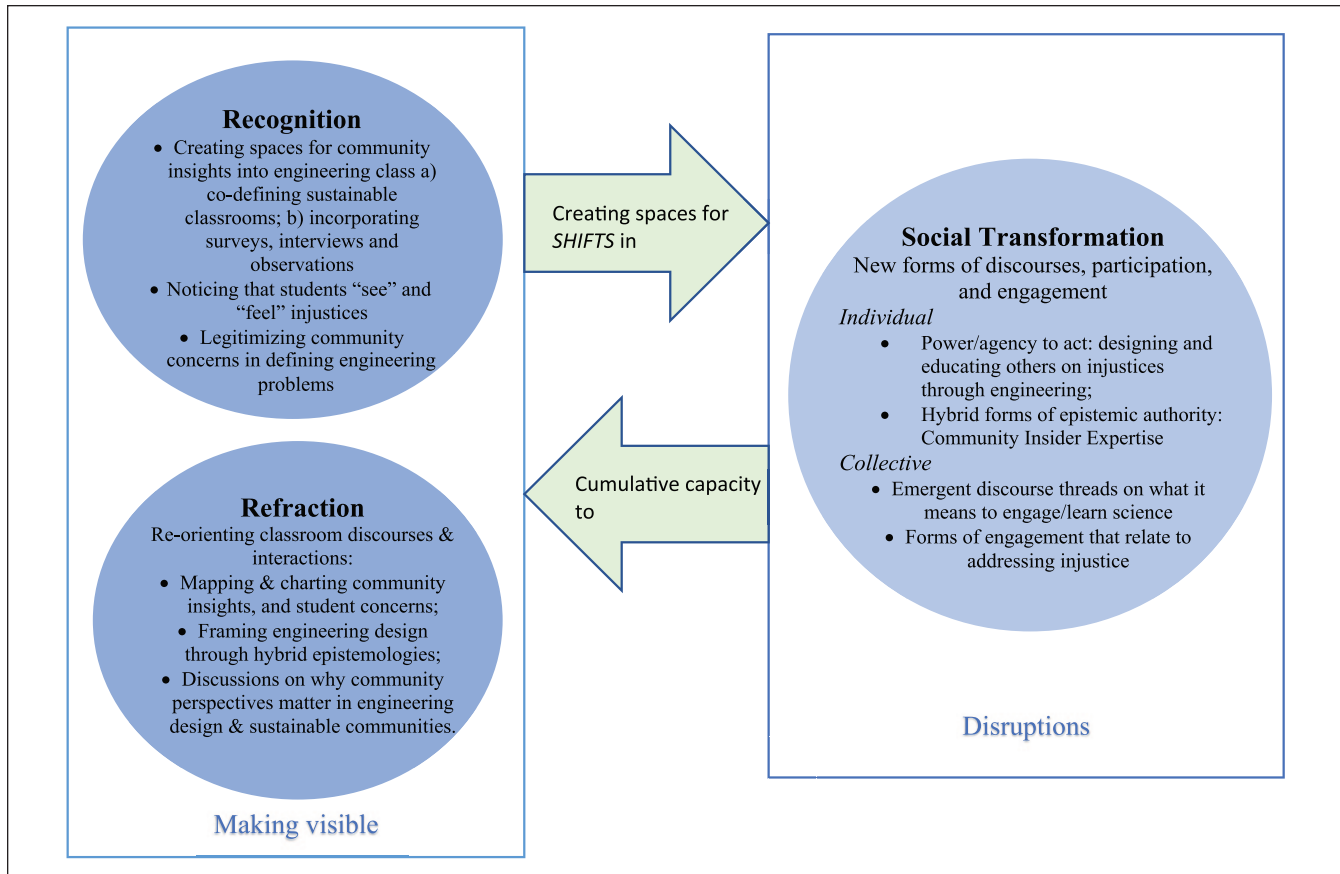 Recognition
• Creating spaces for community
insights into engineering class a)
co-defining sustainable
classrooms; b) incorporating
surveys, interviews and
observations
• Noticing that students “see” and
“feel” injustices
• Legitimizing community
concerns in defining engineering
problems
Refraction
Re-orienting classroom discourses &
interactions:
• Mapping & charting community
insights, and student concerns;
• Framing engineering design
through hybrid epistemologies;
• Discussions on why community
perspectives matter in engineering
design & sustainable communities.
Making visible
Creating spaces for
SHIFTS in
Cumulative capacity
to
Social Transformation
New forms of discourses, participation,
and engagement
Individual
• Power/agency to act: designing and
educating others on injustices
through engineering;
• Hybrid forms of epistemic authority:
Community Insider Expertise
Collective
• Emergent discourse threads on what it
means to engage/learn science
• Forms of engagement that relate to
addressing injustice
Disruptions